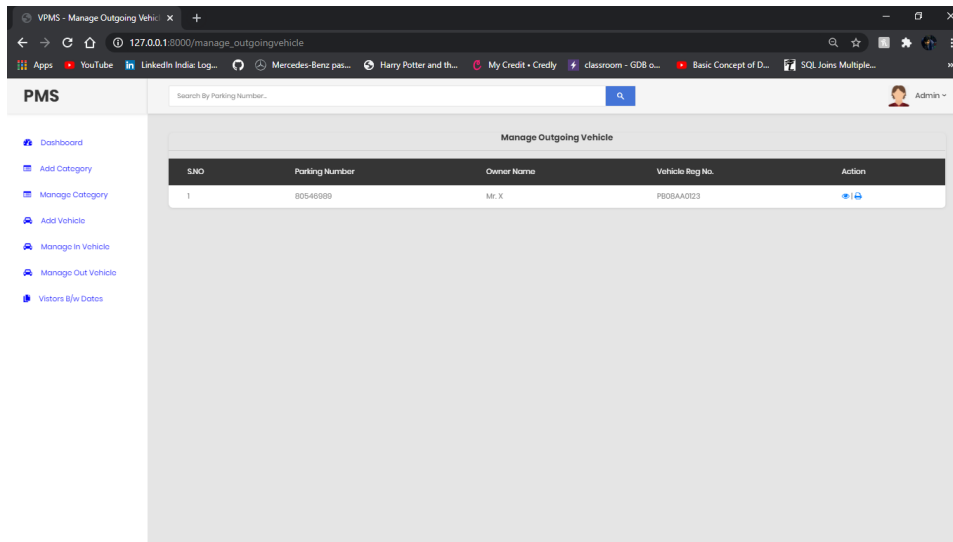 VPMS - Manage Outgoing Vehicl
127.0.0.1:8000/manage_outgoingvehicle
Apps YouTube LinkedIn India: Log... Mercedes-Benz pas... Harry Potter and th... My Credit • Credly classroom - GDB o... Basic Concept of D... SQL Joins Multiple... »
PMS
Search By Parking Number..
Admin
Dashboard
Add Category
Manage Category
Add Vehicle
Manage In Vehicle
Manage Out Vehicle
Vistors B/w Dates
Manage Outgoing Vehicle
S.NO Parking Number Owner Name Vehicle Reg No. Action
1 80546989 Mr. X PB08AA0123 |